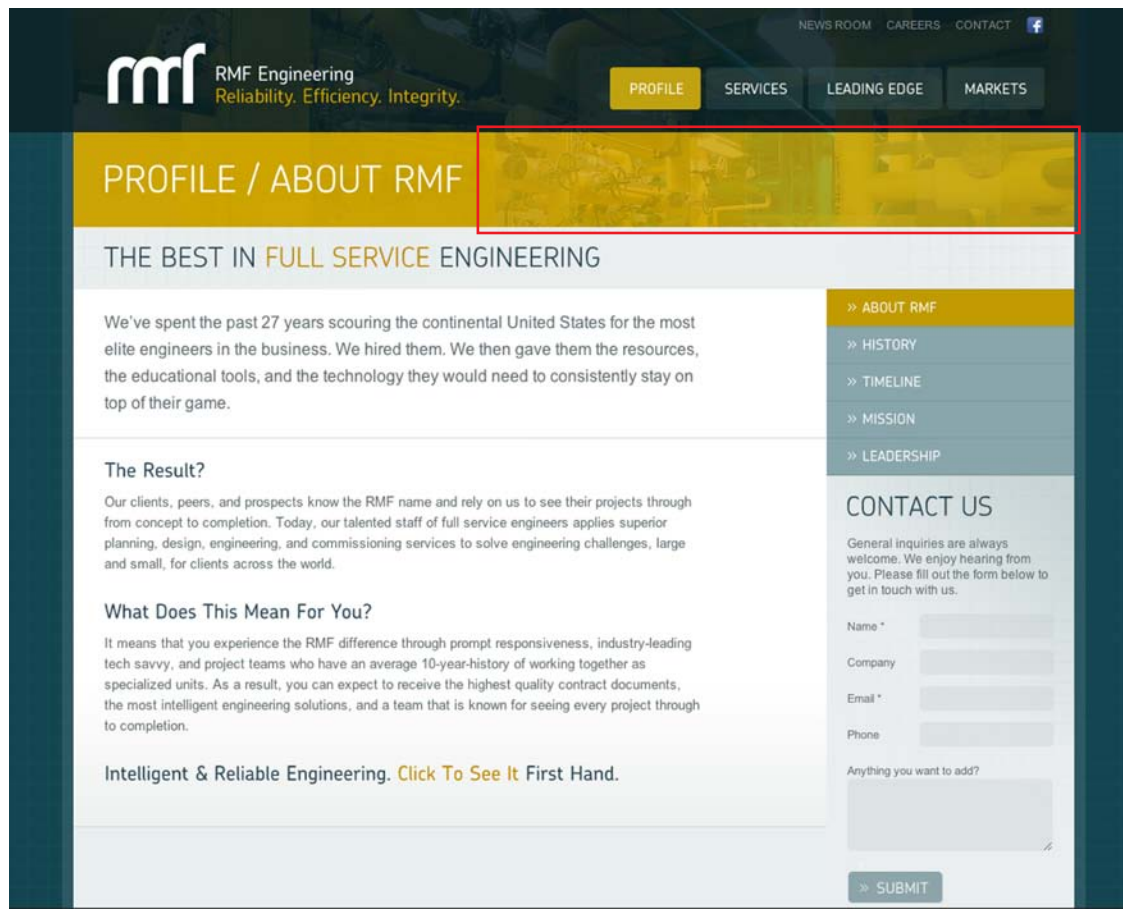 NEWS ROOM CAREERS CONTACT f
rmf
RMF Engineering
Reliability. Efficiency. Integrity.
PROFILE SERVICES LEADING EDGE MARKETS
PROFILE / ABOUT RMF
THE BEST IN FULL SERVICE ENGINEERING
We've spent the past 27 years scouring the continental United States for the most
elite engineers in the business. We hired them. We then gave them the resources,
the educational tools, and the technology they would need to consistently stay on
top of their game.
The Result?
Our clients, peers, and prospects know the RMF name and rely on us to see their projects through
from concept to completion. Today, our talented staff of full service engineers applies superior
planning, design, engineering, and commissioning services to solve engineering challenges, large
and small, for clients across the world.
What Does This Mean For You?
It means that you experience the RMF difference through prompt responsiveness, industry-leading
tech savvy, and project teams who have an average 10-year-history of working together as
specialized units. As a result, you can expect to receive the highest quality contract documents,
the most intelligent engineering solutions, and a team that is known for seeing every project through
to completion.
Intelligent & Reliable Engineering. Click To See It First Hand.
» ABOUT RMF
» HISTORY
» TIMELINE
» MISSION
» LEADERSHIP
CONTACT US
General inquiries are always
welcome. We enjoy hearing from
you. Please fill out the form below to
get in touch with us.
Name *
Company
Email *
Phone
Anything you want to add?
» SUBMIT